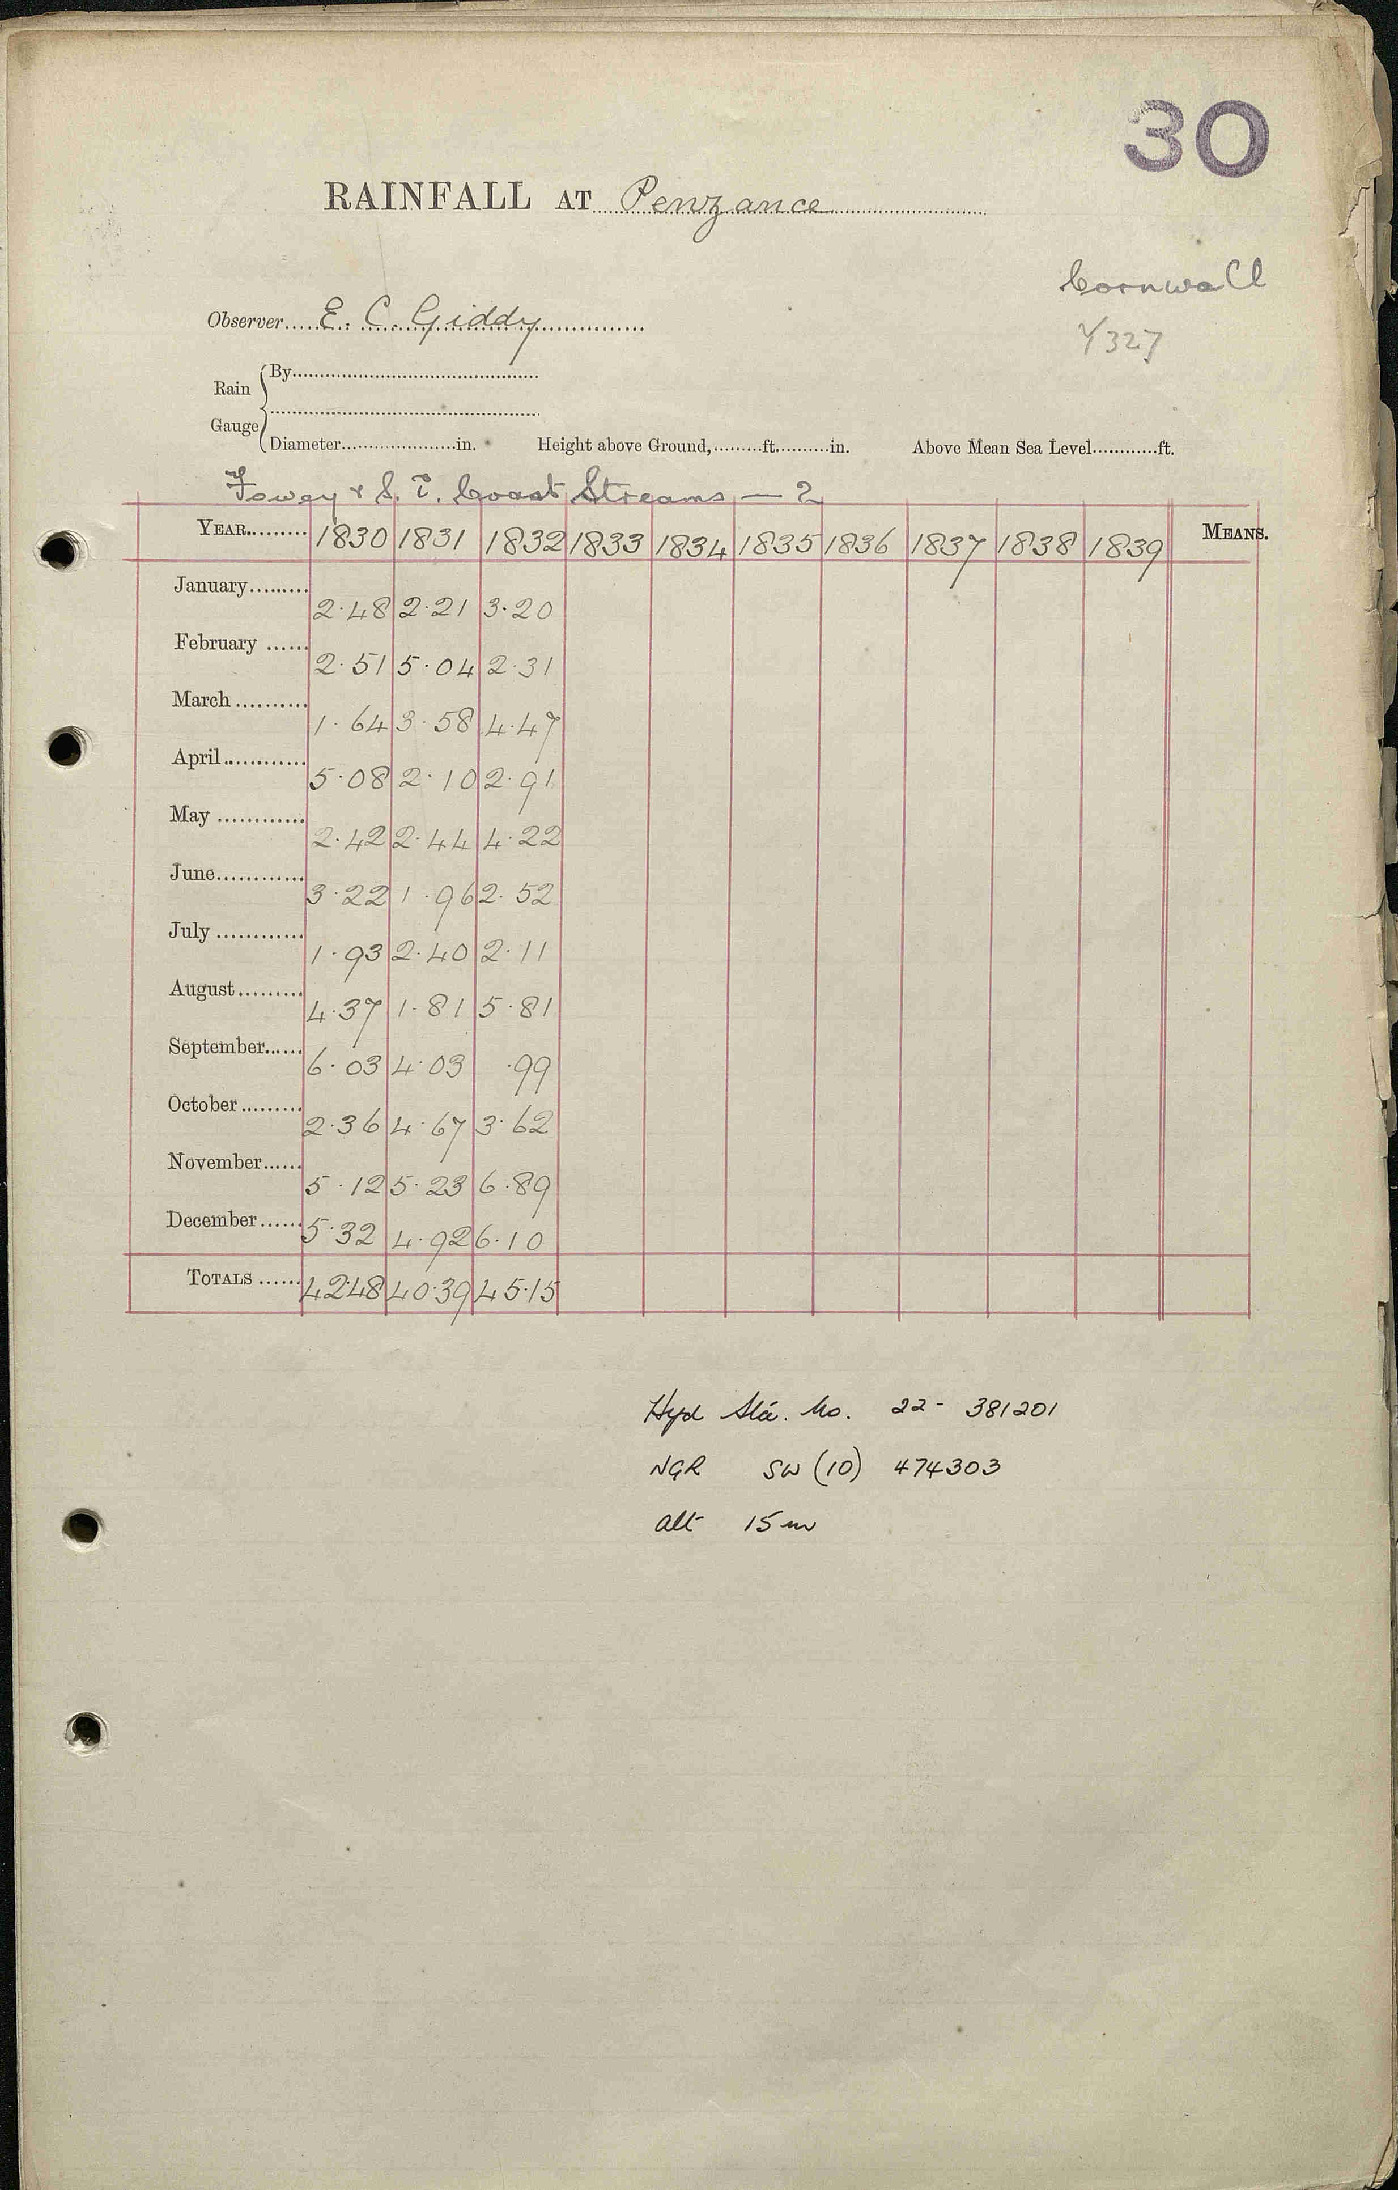 30
RAINFALL AT Penzance
Cornwall
Observer E. C. Giddy
Rain Gauge
By
Diameter in. Height above Ground, ft. in. Above Mean Sea Level ft.
Fowey & S. Coast Streams — 2
YEAR 1830 1831 1832 1833 1834 1835 1836 1837 1838 1839 MEANS.
January 2.48 2.21 3.20
February 2.51 5.04 2.31
March 1.64 3.58 4.47
April 5.08 2.10 2.91
May 2.42 2.44 4.22
June 3.22 1.96 2.52
July 1.93 2.40 2.11
August 4.37 1.81 5.81
September 6.03 4.03 .99
October 2.36 4.67 3.62
November 5.12 5.23 6.89
December 5.32 4.92 6.10
TOTALS 42.48 40.39 45.15
Hyd Sta. No. 22- 381201
NGR SW (10) 474303
alt 15m